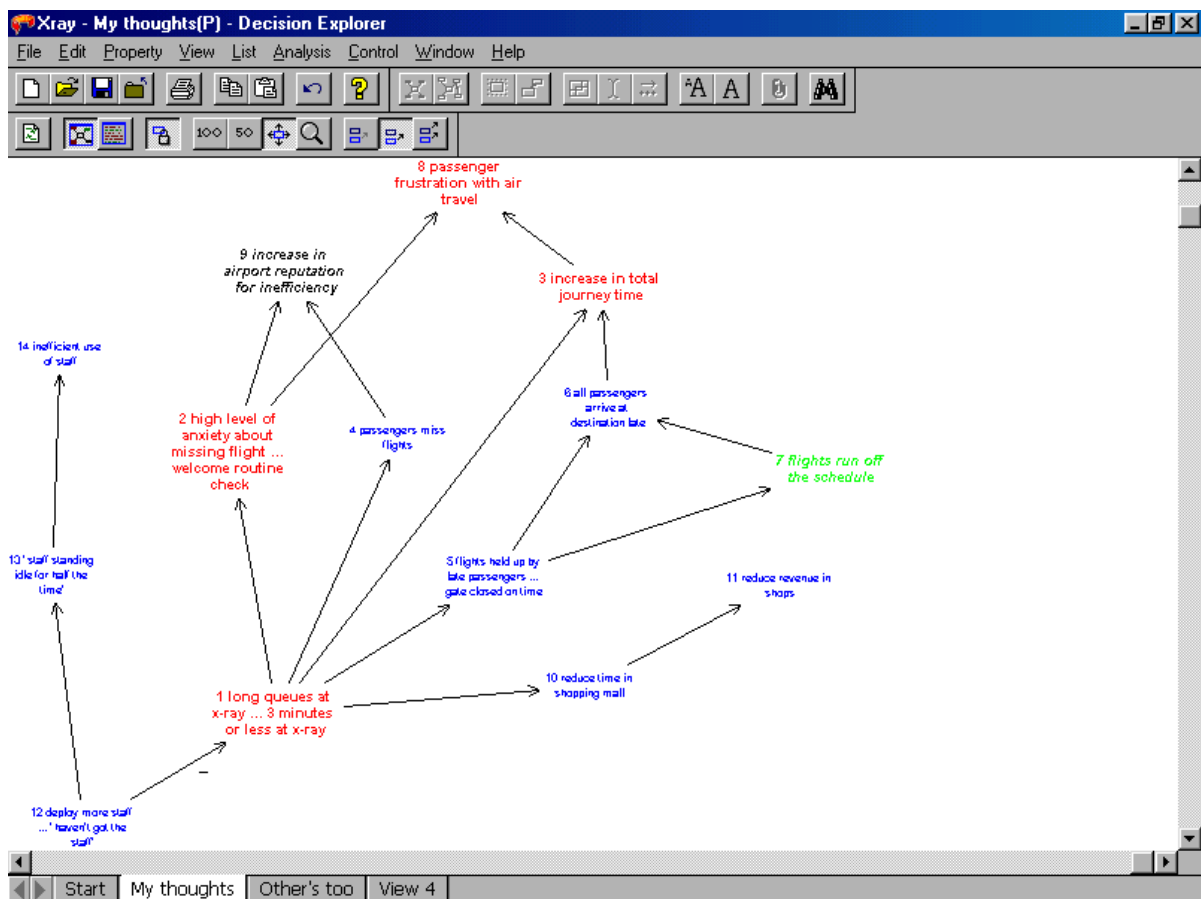 Xray - My thoughts(P) - Decision Explorer
File Edit Property View List Analysis Control Window Help
100 50
8 passenger
frustration with air
travel
9 increase in
airport reputation
for inefficiency
3 increase in total
journey time
14 inefficient use
of staff
6 all passengers
arrive at
destination late
2 high level of
anxiety about
missing flight ...
welcome routine
check
4 passengers miss
flights
7 flights run off
the schedule
13 ' staff standing
idle for half the
time'
5 flights held up by
late passengers ...
gate closed on time
11 reduce revenue in
shops
10 reduce time in
shopping mall
1 long queues at
x-ray ... 3 minutes
or less at x-ray
12 deploy more staff
...' haven't got the
staff'
Start My thoughts Other's too View 4